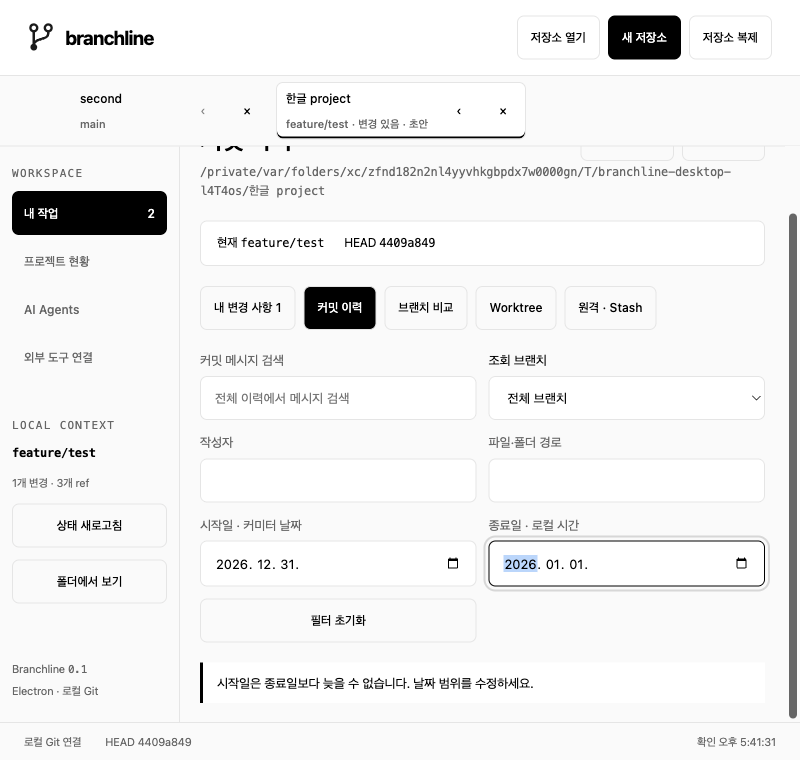 branchline
저장소 열기
새 저장소
저장소 복제
second
main
‹
×
한글 project
feature/test · 변경 있음 · 초안
‹
×
/private/var/folders/xc/zfnd182n2nl4yyvhkgbpdx7w0000gn/T/branchline-desktop-
l4T4os/한글 project
WORKSPACE
내 작업 2
프로젝트 현황
AI Agents
외부 도구 연결
LOCAL CONTEXT
feature/test
1개 변경 · 3개 ref
상태 새로고침
폴더에서 보기
Branchline 0.1
Electron · 로컬 Git
현재 feature/test HEAD 4409a849
내 변경 사항 1
커밋 이력
브랜치 비교
Worktree
원격 · Stash
커밋 메시지 검색
전체 이력에서 메시지 검색
조회 브랜치
전체 브랜치
작성자
파일·폴더 경로
시작일 · 커미터 날짜
2026. 12. 31.
종료일 · 로컬 시간
2026. 01. 01.
필터 초기화
시작일은 종료일보다 늦을 수 없습니다. 날짜 범위를 수정하세요.
로컬 Git 연결
HEAD 4409a849
확인 오후 5:41:31